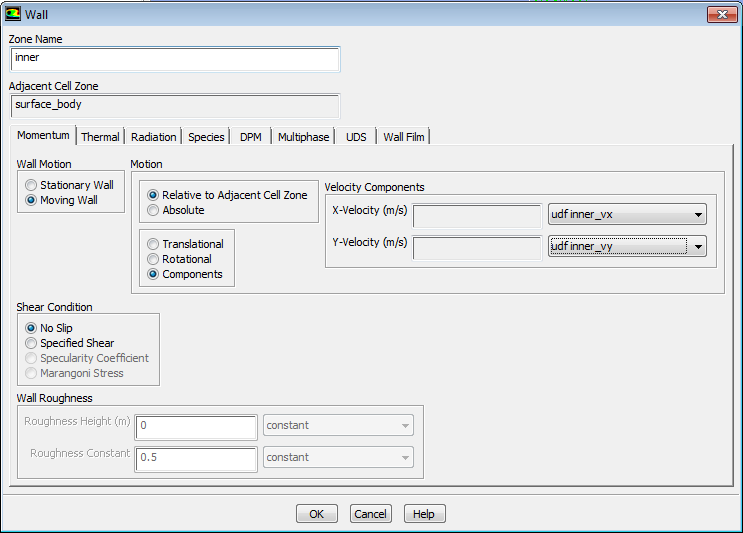 Wall
Zone Name
inner
Adjacent Cell Zone
surface_body
Momentum Thermal Radiation Species DPM Multiphase UDS Wall Film
Wall Motion
Stationary Wall
Moving Wall
Motion
Relative to Adjacent Cell Zone
Absolute
Translational
Rotational
Components
Velocity Components
X-Velocity (m/s) udf inner_vx
Y-Velocity (m/s) udf inner_vy
Shear Condition
No Slip
Specified Shear
Specularity Coefficient
Marangoni Stress
Wall Roughness
Roughness Height (m) 0 constant
Roughness Constant 0.5 constant
OK Cancel Help